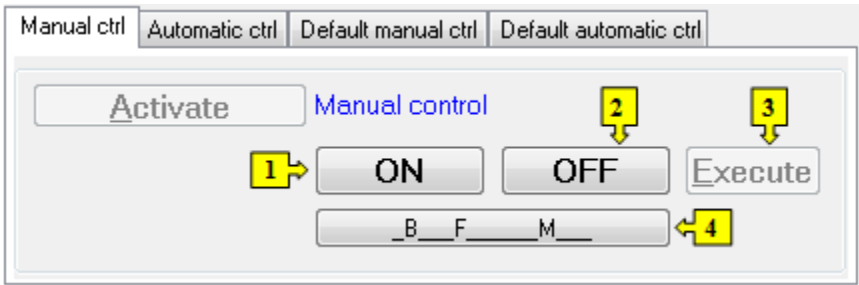 Manual ctrl Automatic ctrl Default manual ctrl Default automatic ctrl
Activate Manual control 2 3
1 ON OFF Execute
_B___F______M___ 4